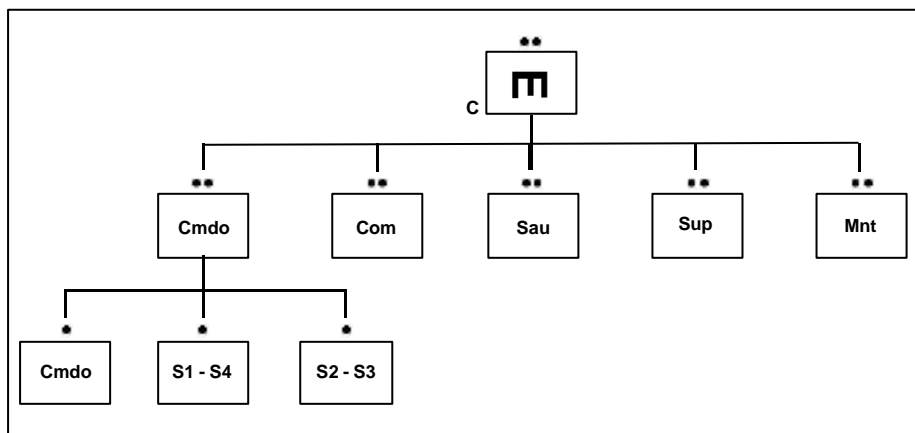 E
C
Cmdo Com Sau Sup Mnt
Cmdo S1 - S4 S2 - S3